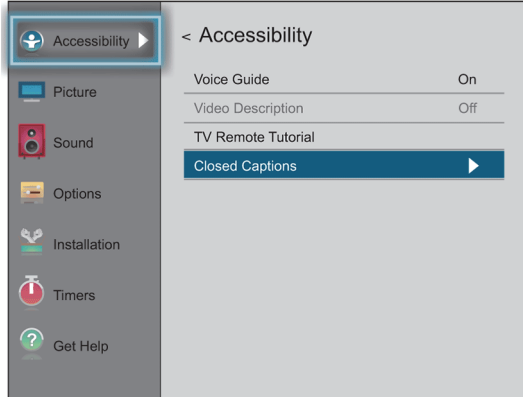 Accessibility
Picture
Sound
Options
Installation
Timers
Get Help
< Accessibility
Voice Guide On
Video Description Off
TV Remote Tutorial
Closed Captions